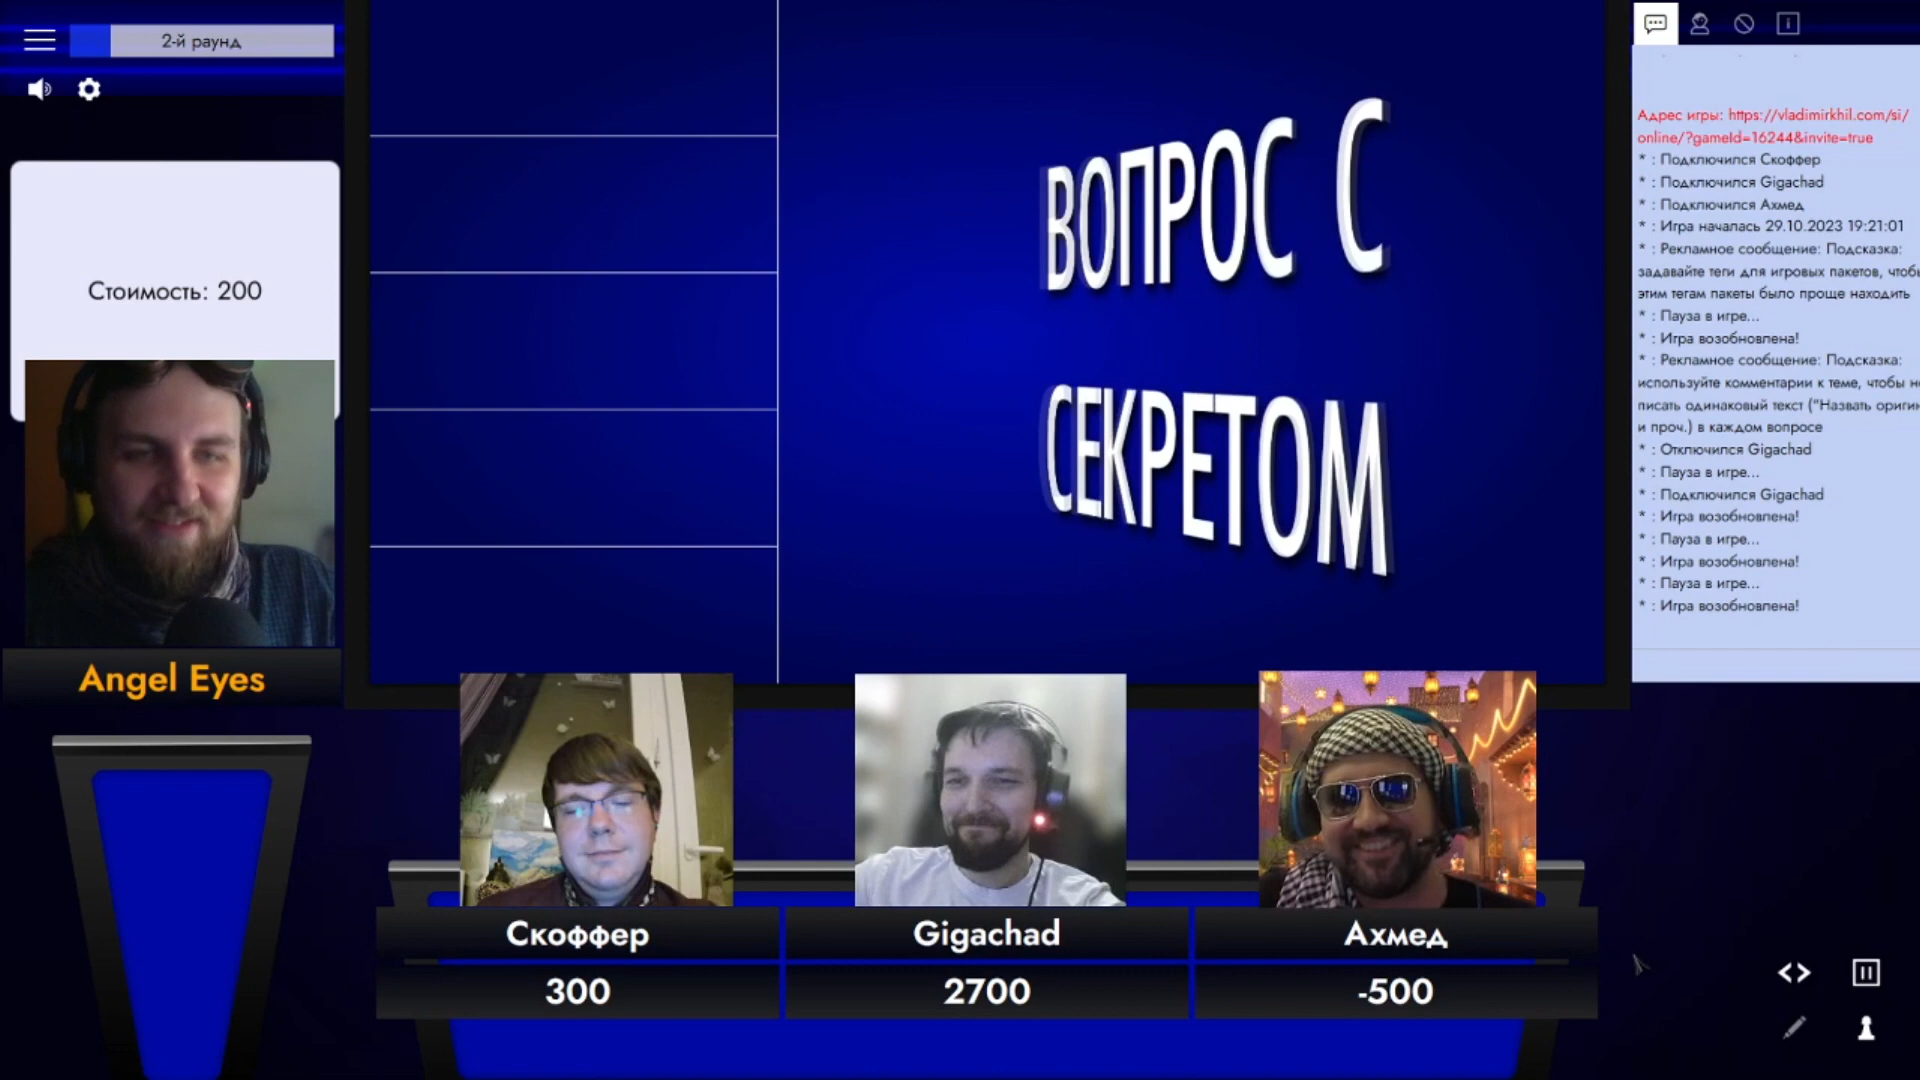 2-й раунд
Стоимость: 200
Angel Eyes
ВОПРОС С
СЕКРЕТОМ
Скоффер
300
Gigachad
2700
Ахмед
-500
Адрес игры: https://vladimirkhil.com/si/
online/?gameId=16244&invite=true
* : Подключился Скоффер
* : Подключился Gigachad
* : Подключился Ахмед
* : Игра началась 29.10.2023 19:21:01
* : Рекламное сообщение: Подсказка:
задавайте теги для игровых пакетов, чтобы
этим тегам пакеты было проще находить
* : Пауза в игре...
* : Игра возобновлена!
* : Рекламное сообщение: Подсказка:
используйте комментарии к теме, чтобы
писать одинаковый текст ("Назвать
и проч.) в каждом вопросе
* : Отключился Gigachad
* : Пауза в игре...
* : Подключился Gigachad
* : Игра возобновлена!
* : Пауза в игре...
* : Игра возобновлена!
* : Пауза в игре...
* : Игра возобновлена!